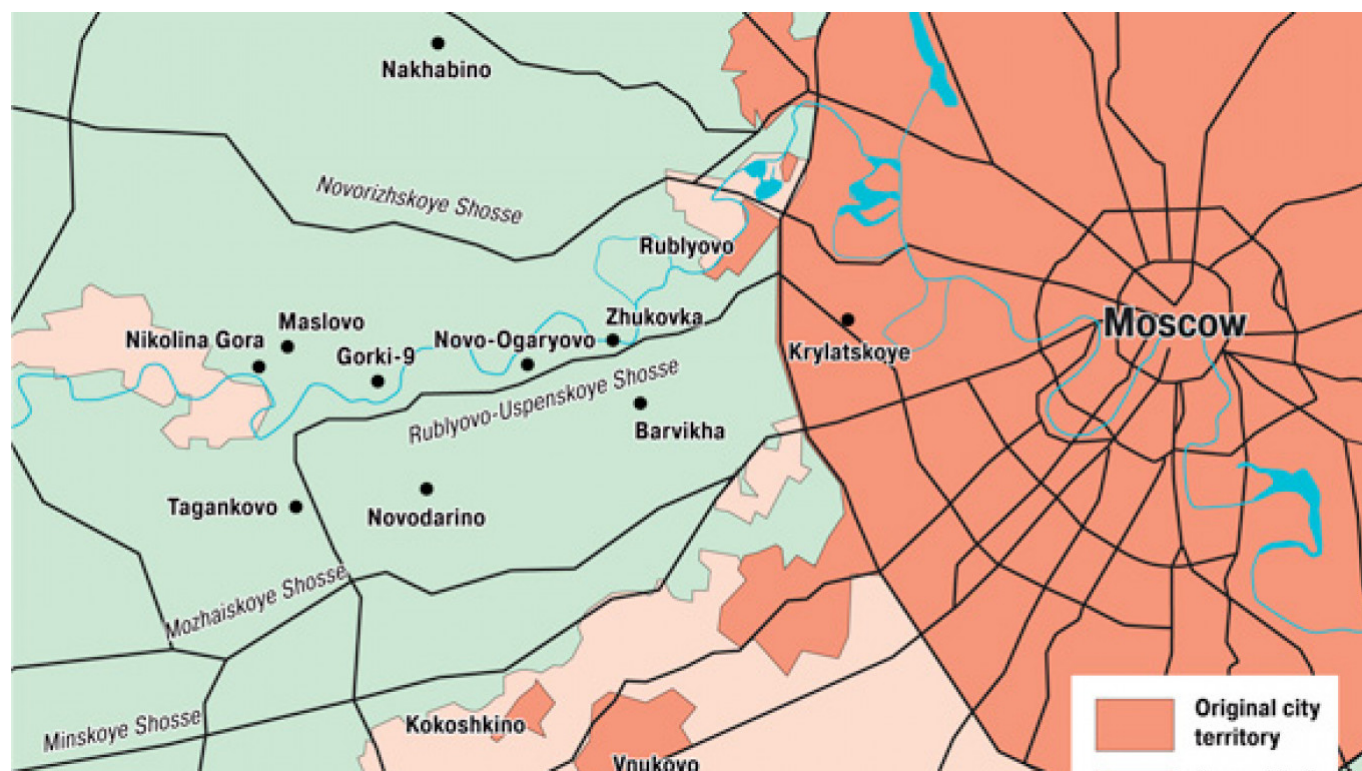 Nakhabino
Novorizhskoye Shosse
Rublyovo
Nikolina Gora
Maslovo
Gorki-9
Novo-Ogaryovo
Zhukovka
Krylatskoye
Moscow
Rublyovo-Uspenskoye Shosse
Barvikha
Tagankovo
Novodarino
Mozhaiskoye Shosse
Minskoye Shosse
Kokoshkino
Vnukovo
Original city
territory